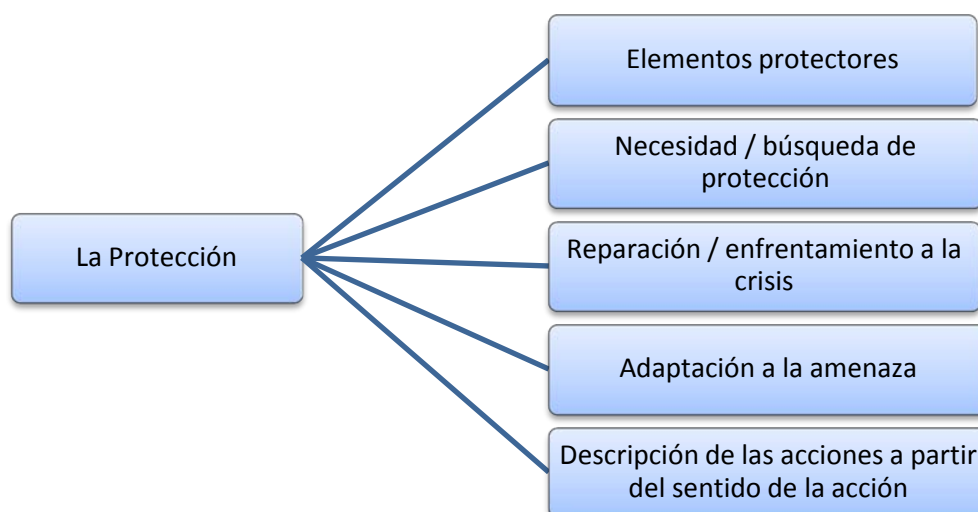 La Protección
Elementos protectores
Necesidad / búsqueda de
protección
Reparación / enfrentamiento a la
crisis
Adaptación a la amenaza
Descripción de las acciones a partir
del sentido de la acción